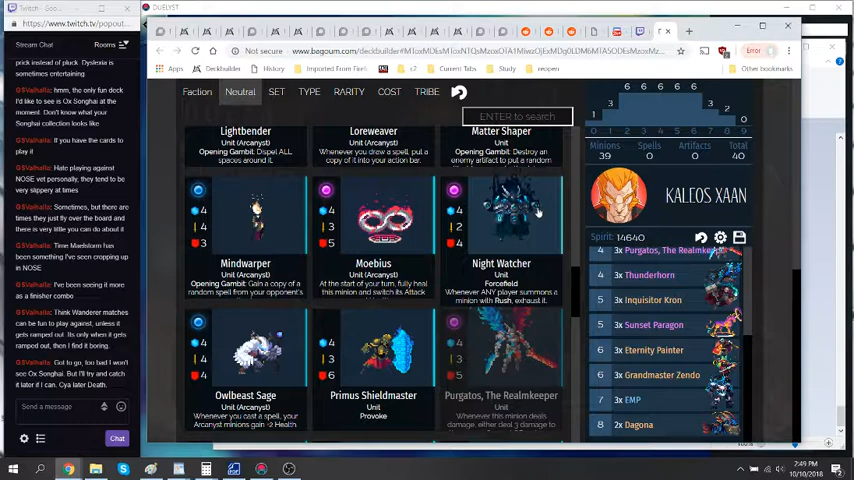 Twitch - Goo...
https://www.twitch.tv/popout...
Stream Chat
Rooms
pick instead of pluck. Dyslexia is
sometimes entertaining
GSValhalla: hmm, the only fun deck
I'd like to see is Ox Songhai at the
moment. Don't know what your
Songhai collection looks like
GSValhalla: If you have the cards to
play it
GSValhalla: Hate playing against
NOSE vet personally, they tend to be
very slippery at times
GSValhalla: Sometimes, but there are
times they just fly over the board and
there is very little you can do about it
GSValhalla: Time Maelstorm has
been something I've seen cropping up
in NOSE
GSValhalla: I've been seeing it more as
a finisher combo
GSValhalla: Think Wanderer matches
can be fun to play against, unless it
gets ramped out. Its only when it gets
ramped out, then I find it boring.
GSValhalla: Got to go, too bad I won't
see Ox Songhai. But I'll try and catch
it later if I can. Cya later Death.
Send a message
Chat
DUELYST
Not secure
www.bagoum.com/deckbuilder#
Error
Apps
Deckbuilder
Imported From Firef...
c2
Current Tabs
Study
reopen
Other bookmarks
Faction
Neutral
SET
TYPE
RARITY
COST
TRIBE
ENTER to search
Lightbender
Unit (Arcanyst)
Opening Gambit: Dispel ALL
spaces around it.
Loreweaver
Unit (Arcanyst)
Whenever you draw a spell, put a
copy of it into your action bar.
Matter Shaper
Unit (Arcanyst)
Opening Gambit: Destroy an
enemy artifact to put a random
4
4
3
Mindwarper
Unit (Arcanyst)
Opening Gambit: Gain a copy of a
random spell from your opponent's
4
3
5
Moebius
Unit (Arcanyst)
At the start of your turn, fully heal
this minion and switch its Attack
4
2
4
Night Watcher
Unit
Forcefield
Whenever ANY player summons a
minion with Rush, exhaust it.
4
4
4
Owlbeast Sage
Unit (Arcanyst)
Whenever you cast a spell, your
Arcanyst minions gain +2 Health
4
3
6
Primus Shieldmaster
Unit
Provoke
4
3
5
Purgatos, The Realmkeeper
Unit
Whenever this minion deals
damage, either deal 3 damage to
1 3 6 6 6 6 6 3 2 0
0 1 2 3 4 5 6 7 8 9
Minions Spells Artifacts Total
39 0 0 40
KALEOS XAAN
Spirit: 14640
4 3x Purgatos, The Realmkeep
4 3x Thunderhorn
5 3x Inquisitor Kron
5 3x Sunset Paragon
6 3x Eternity Painter
6 3x Grandmaster Zendo
7 3x EMP
8 2x Dagona
2:49 PM
10/10/2018